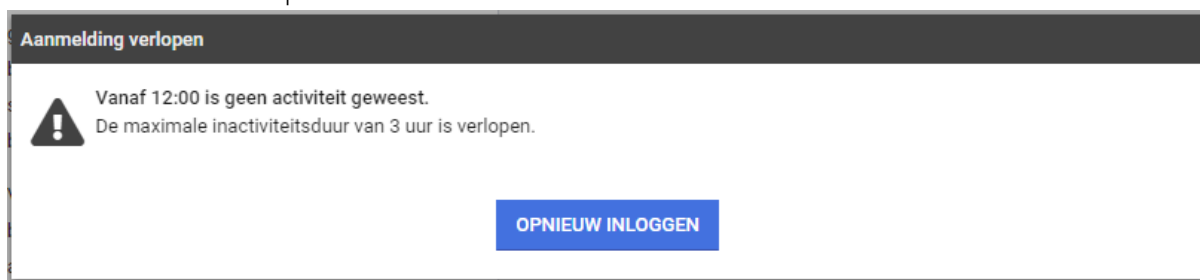 Aanmelding verlopen
Vanaf 12:00 is geen activiteit geweest.
De maximale inactiviteitsduur van 3 uur is verlopen.
OPNIEUW INLOGGEN